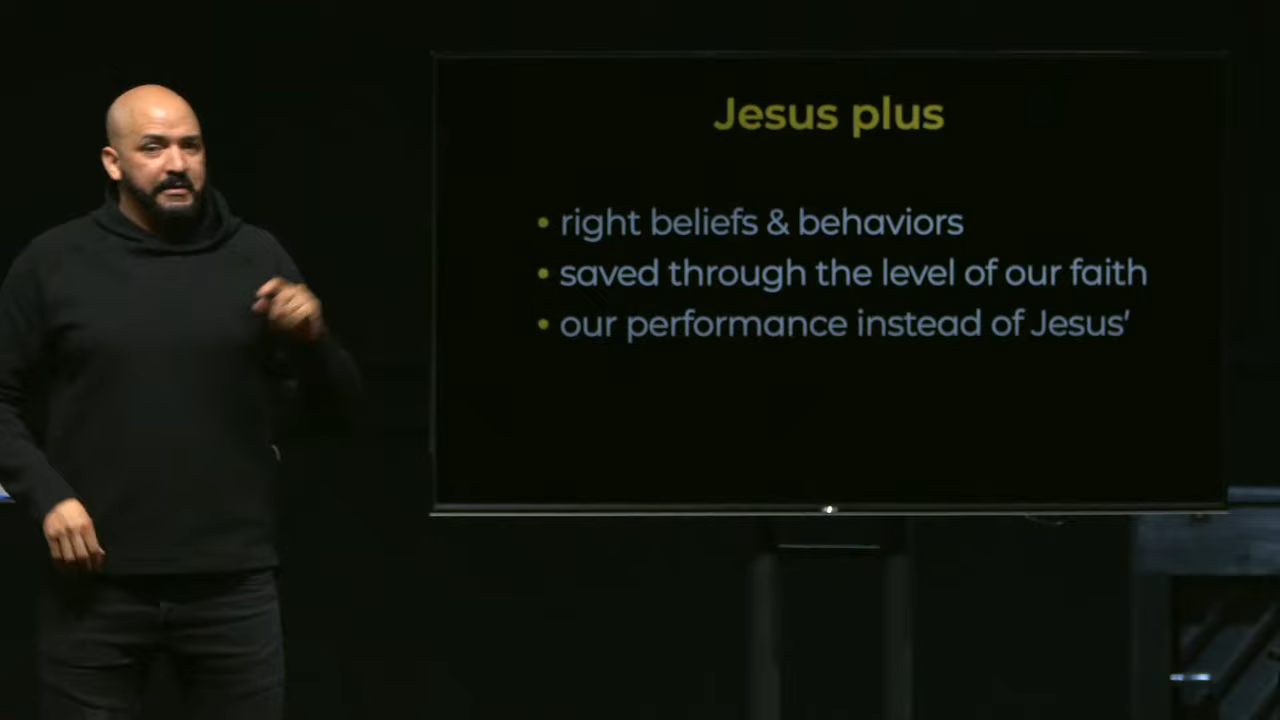 Jesus plus
• right beliefs & behaviors
• saved through the level of our faith
• our performance instead of Jesus’